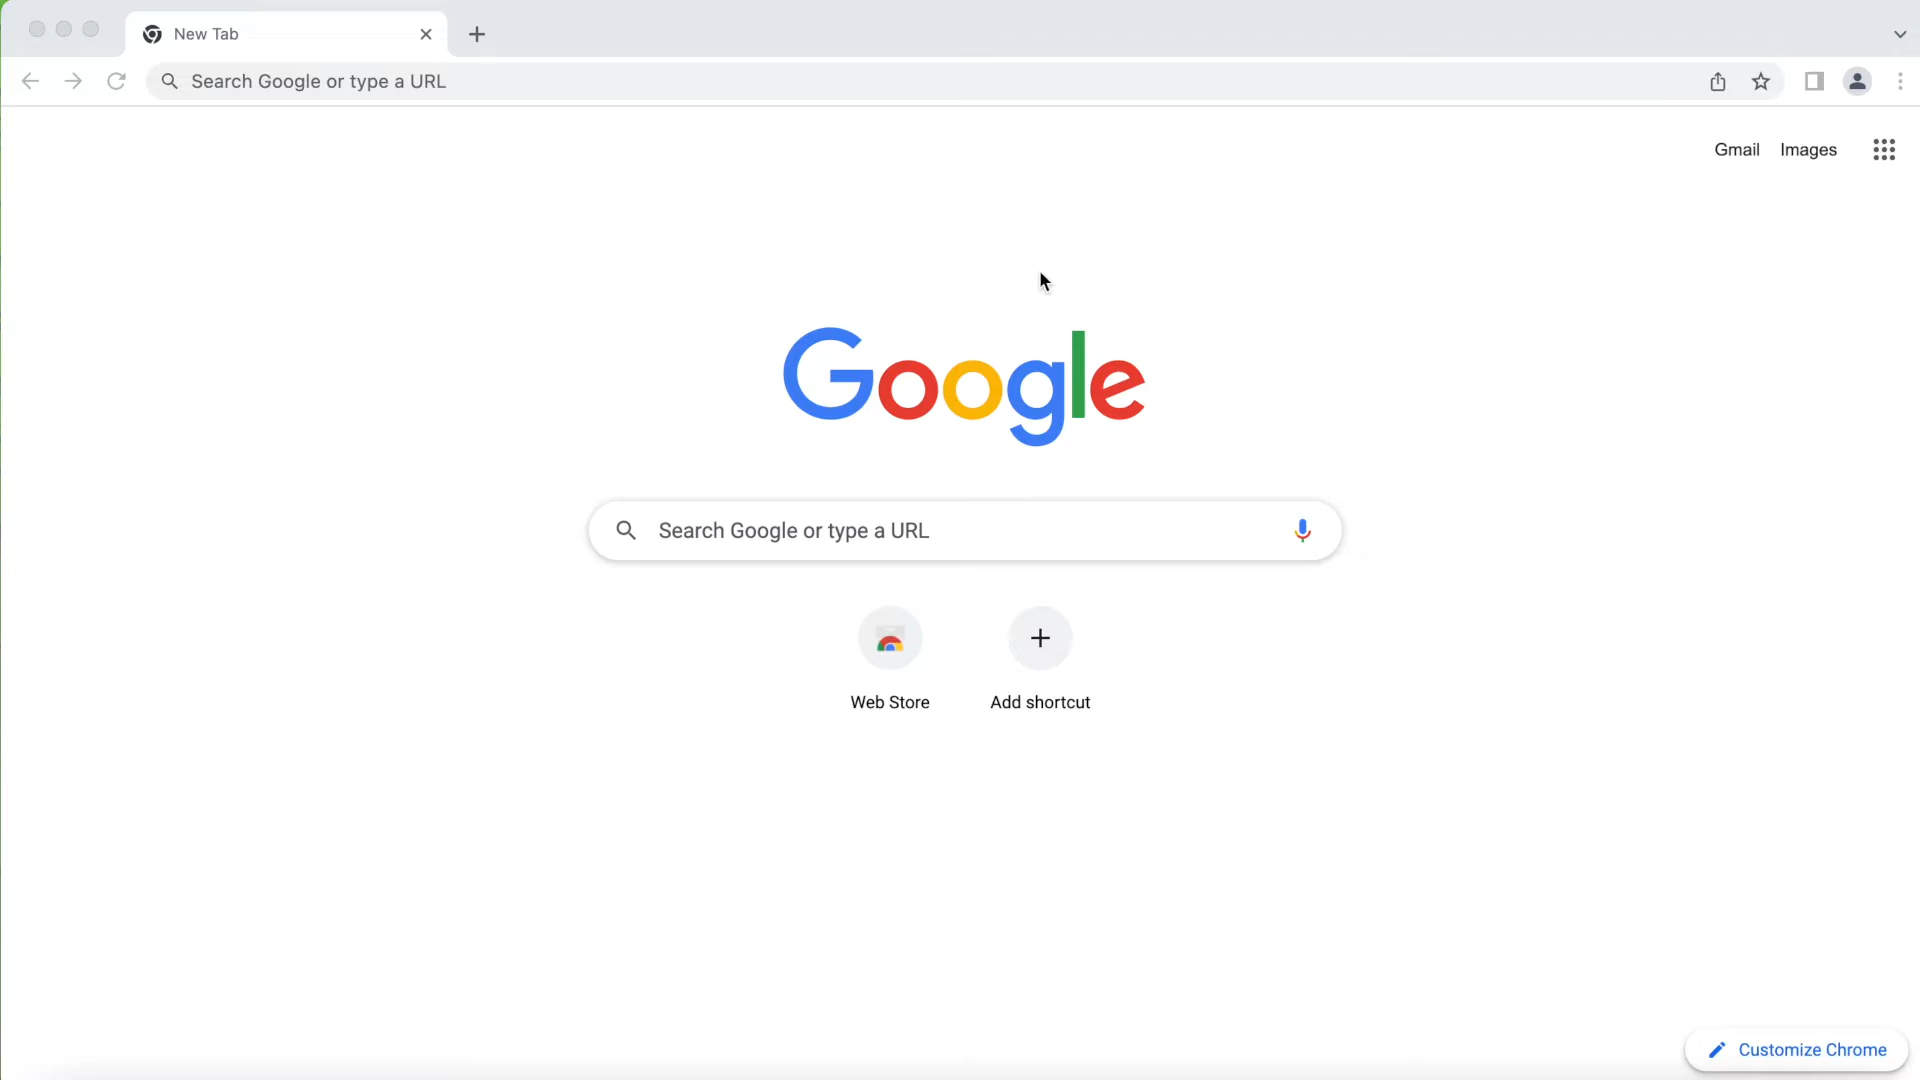 New Tab
Search Google or type a URL
Gmail Images
Google
Search Google or type a URL
Web Store Add shortcut
Customize Chrome